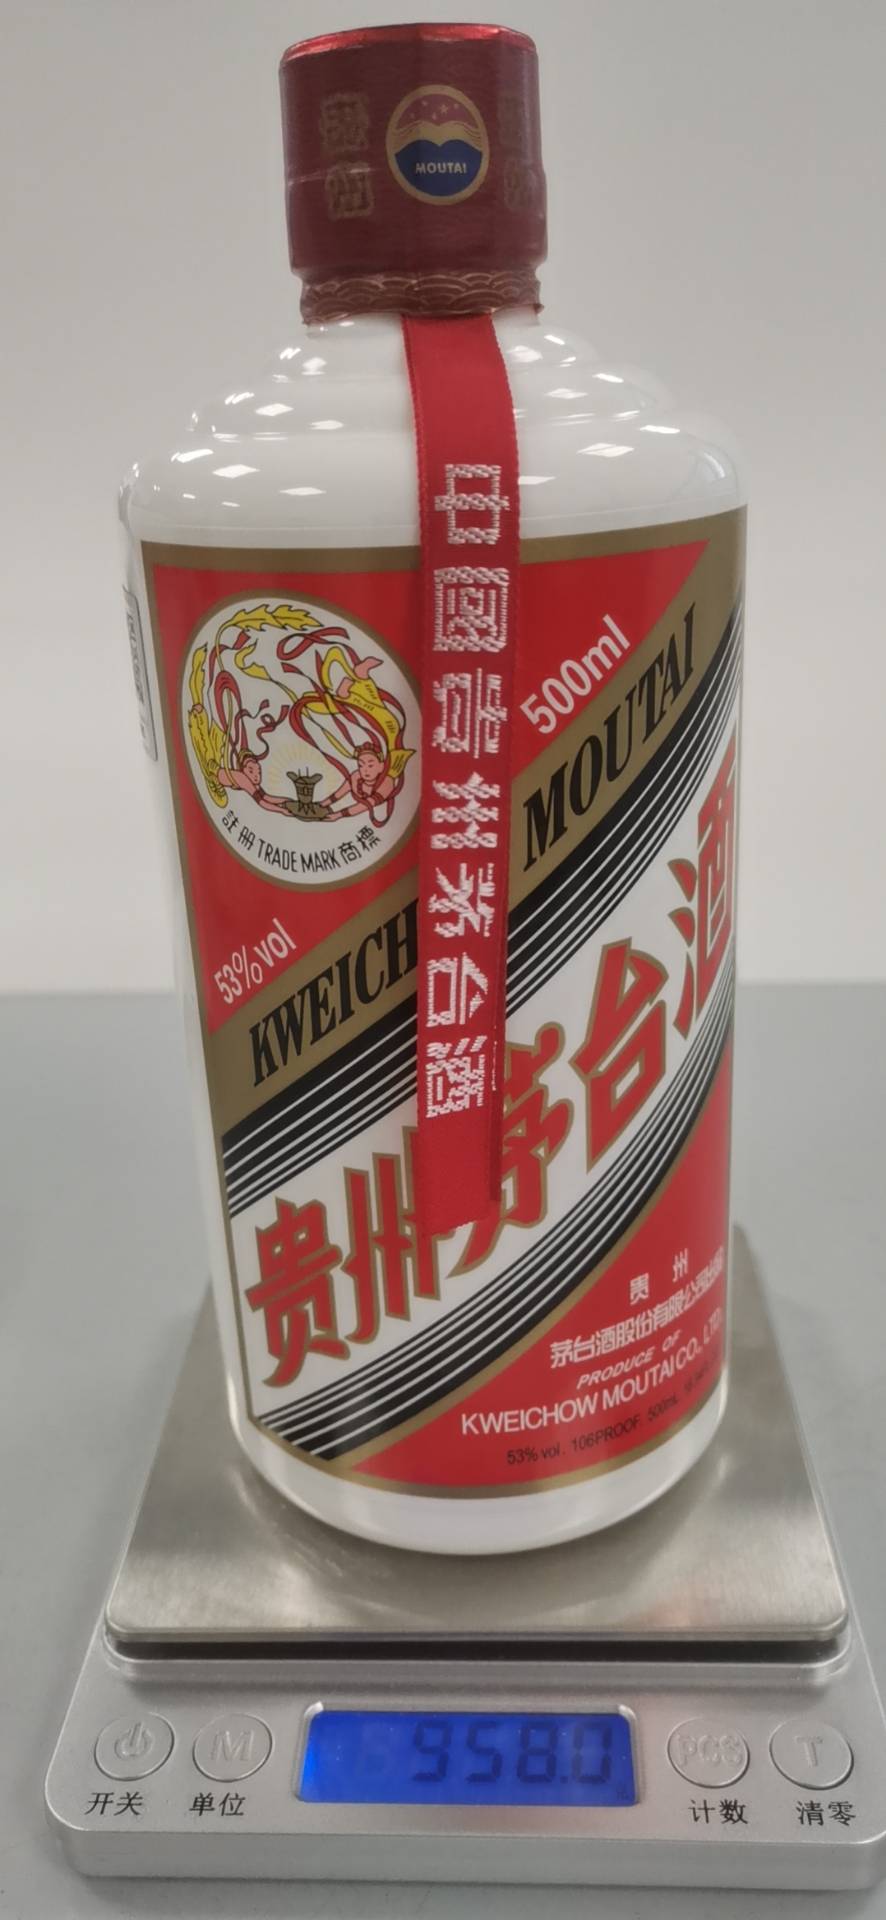 MOUTAI
中國貴州茅台酒
500ml
註冊 TRADE MARK 商標
53%vol
KWEICH MOUTAI
贵州茅台酒
贵州
茅台酒股份有限公司出品
PRODUCE OF
KWEICHOW MOUTAI CO., LTD.
53% vol. 106PROOF 500mL
958.0
M
PCS
T
开关
单位
计数
清零